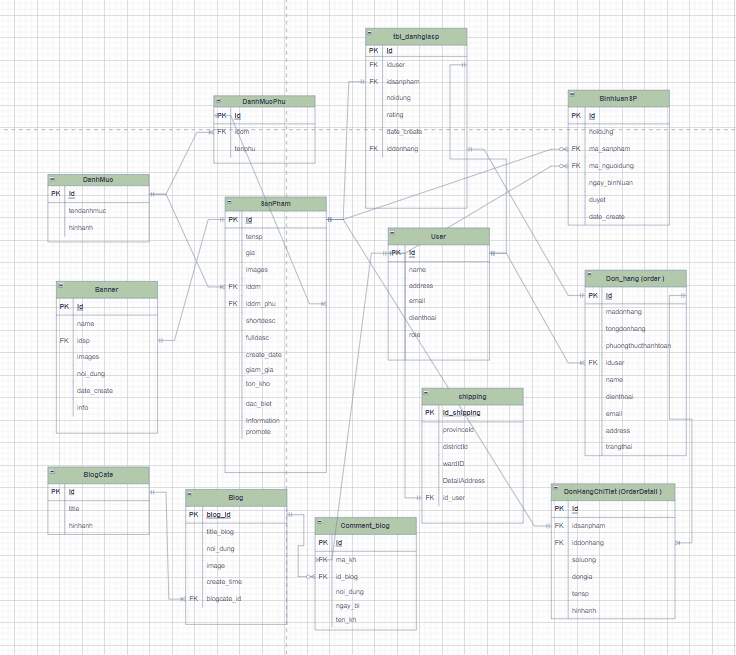 tbl_danhgiasp
PK id
FK iduser
FK idsanpham
noidung
rating
date_create
FK iddonhang
DanhMucPhu
PK id
FK iddm
tenphu
BinhluanSP
PK id
noidung
FK ma_sanpham
FK ma_nguoidung
ngay_binhluan
duyet
date_create
DanhMuc
PK id
tendanhmuc
hinhanh
SanPham
PK id
tensp
gia
images
FK iddm
FK iddm_phu
shortdesc
fulldesc
create_date
giam_gia
ton_kho
dac_biet
information
promote
User
PK id
name
address
email
dienthoai
role
Don_hang (order )
PK id
madonhang
tongdonhang
phuongthucthanhtoan
FK iduser
name
dienthoai
email
address
trangthai
Banner
PK id
name
FK idsp
images
noi_dung
date_create
info
shipping
PK id_shipping
provinceId
districtId
wardID
DetailAddress
FK id_user
BlogCate
PK id
title
hinhanh
Blog
PK blog_id
title_blog
noi_dung
image
create_time
FK blogcate_id
Comment_blog
PK id
FK ma_kh
FK id_blog
noi_dung
ngay_bl
ten_kh
DonHangChiTiet (OrderDetail )
PK id
FK idsanpham
FK iddonhang
soluong
dongia
tensp
hinhanh